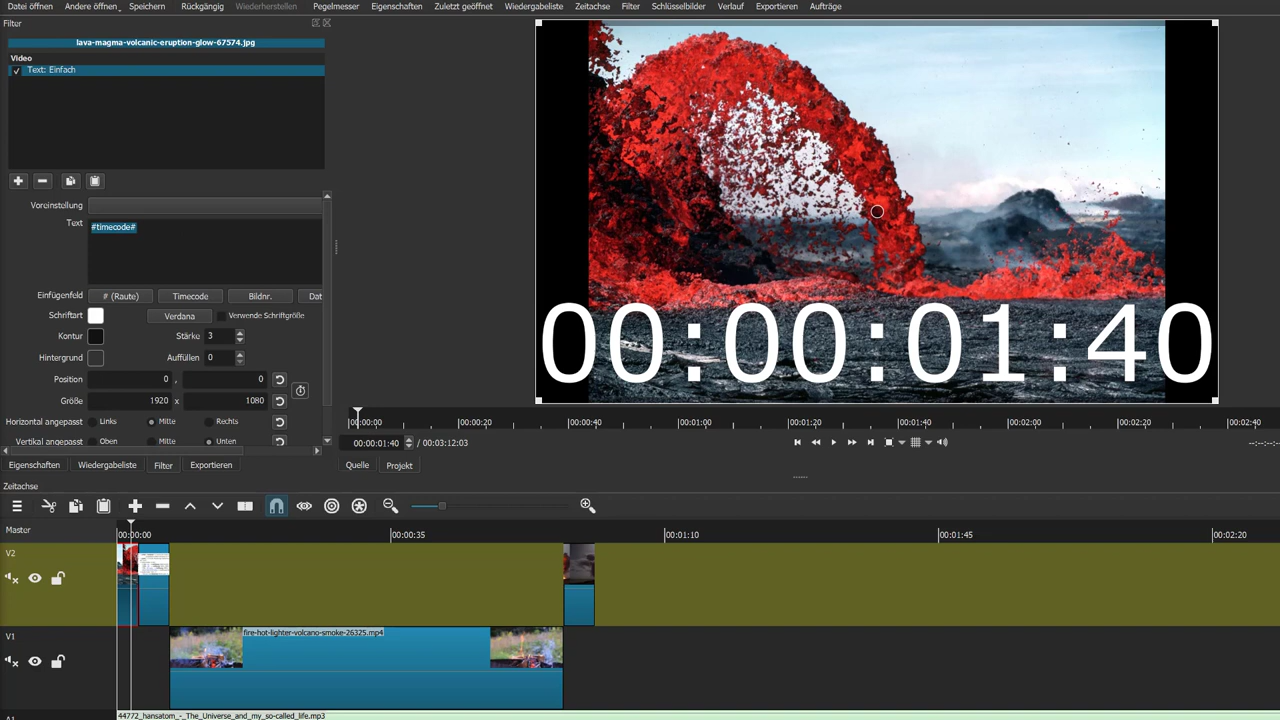 Datei öffnen Andere öffnen Speichern Rückgängig Wiederherstellen Pegelmesser Eigenschaften Zuletzt geöffnet Wiedergabeliste Zeitachse Filter Schlüsselbilder Verlauf Exportieren Aufträge
Filter
lava-magma-volcanic-eruption-glow-67574.jpg
Video
Text: Einfach
Voreinstellung
Text #timecode#
Einfügenfeld # (Raute) Timecode Bildnr. Dat
Schriftart Verdana Verwende Schriftgröße
Kontur Stärke 3
Hintergrund Auffüllen 0
Position 0 , 0
Größe 1920 x 1080
Horizontal angepasst Links Mitte Rechts
Vertikal angepasst Oben Mitte Unten
Eigenschaften Wiedergabeliste Filter Exportieren
00:00:01:40
00:00:00 00:00:20 00:00:40 00:01:00 00:01:20 00:01:40 00:02:00 00:02:20 00:02:40
00:00:01:40 / 00:03:12:03 --:--:--:
Quelle Projekt
Zeitachse
Master 00:00:00 00:00:35 00:01:10 00:01:45 00:02:20
V2
V1 fire-hot-lighter-volcano-smoke-26325.mp4
A1 44772_hansatom_-_The_Universe_and_my_so-called_life.mp3